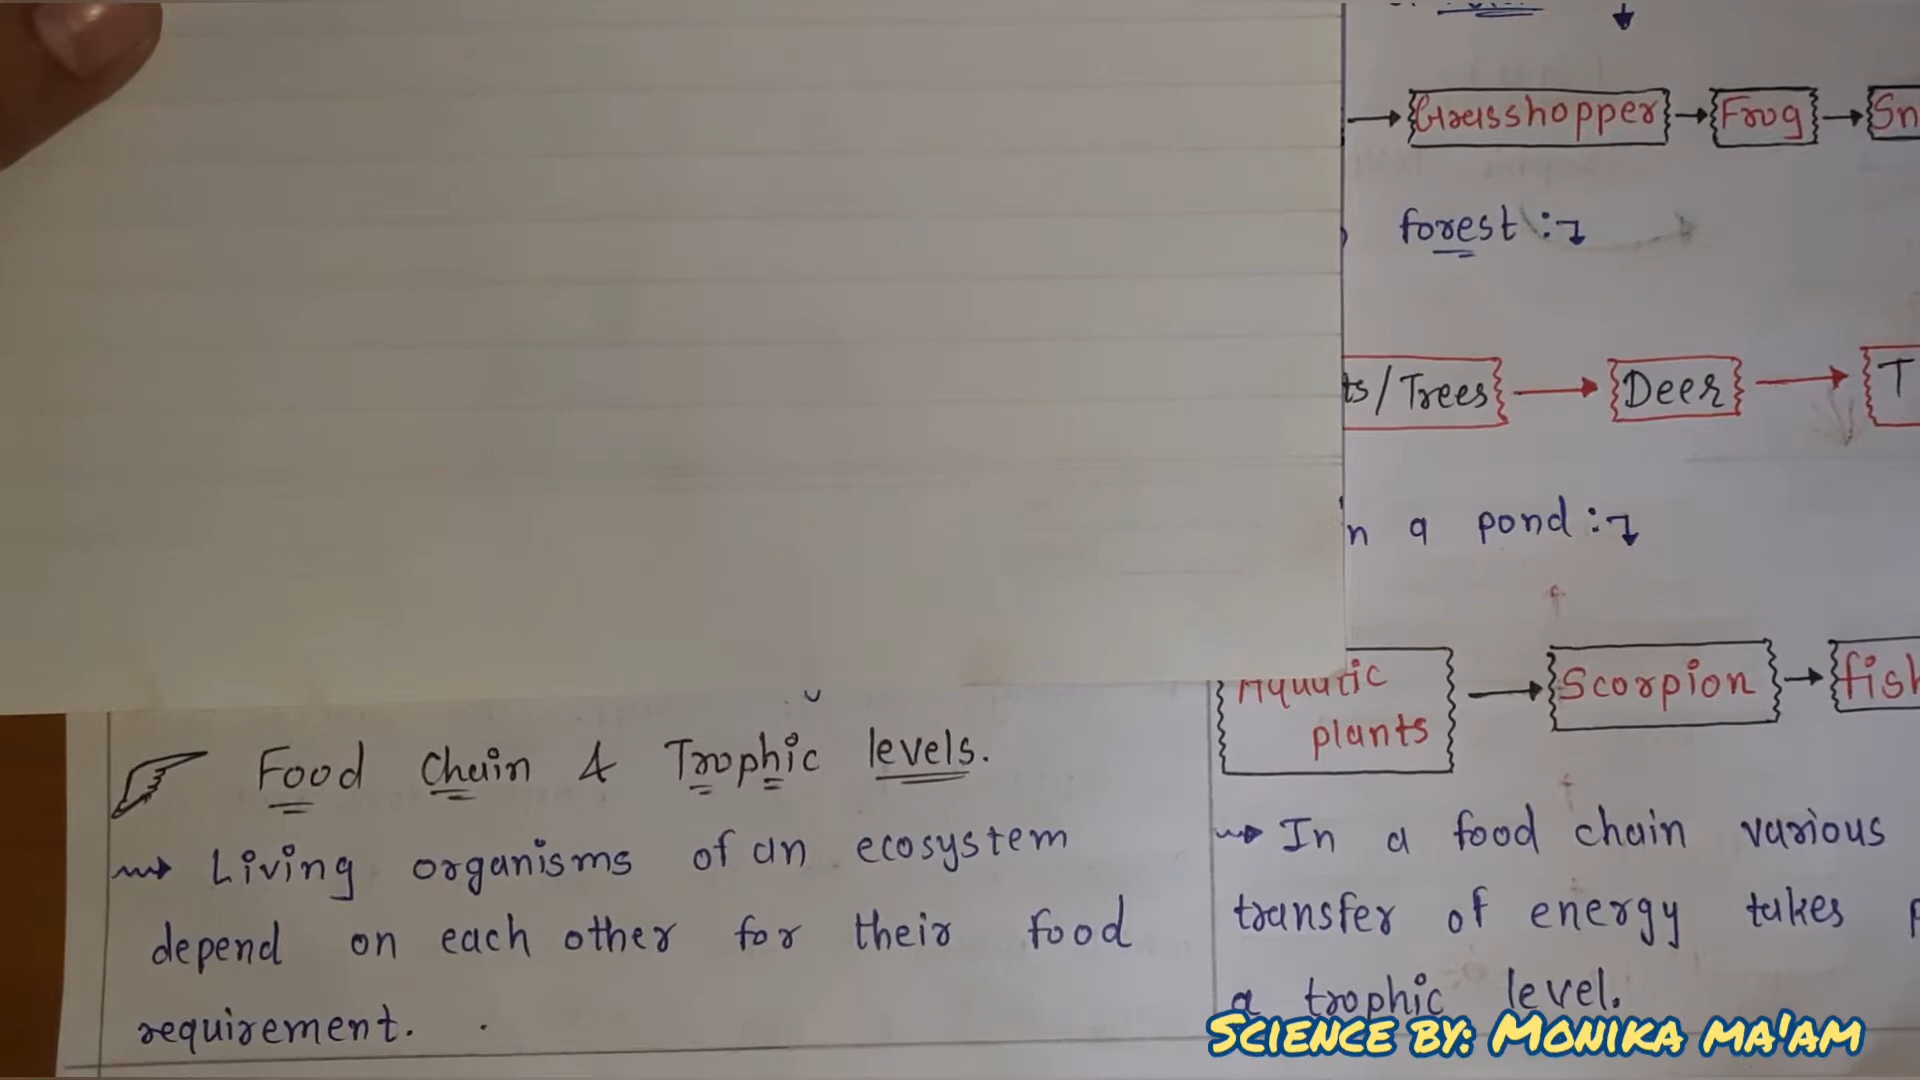 Food Chain & Trophic levels.
Living organisms of an ecosystem
depend on each other for their food
requirement.
Grasshopper → Frog →
forest :
/ Trees → Deer →
a pond :
Aquatic
plants → Scorpion → fish
In a food chain various
transfer of energy takes
a trophic level.
Science by: Monika ma'am